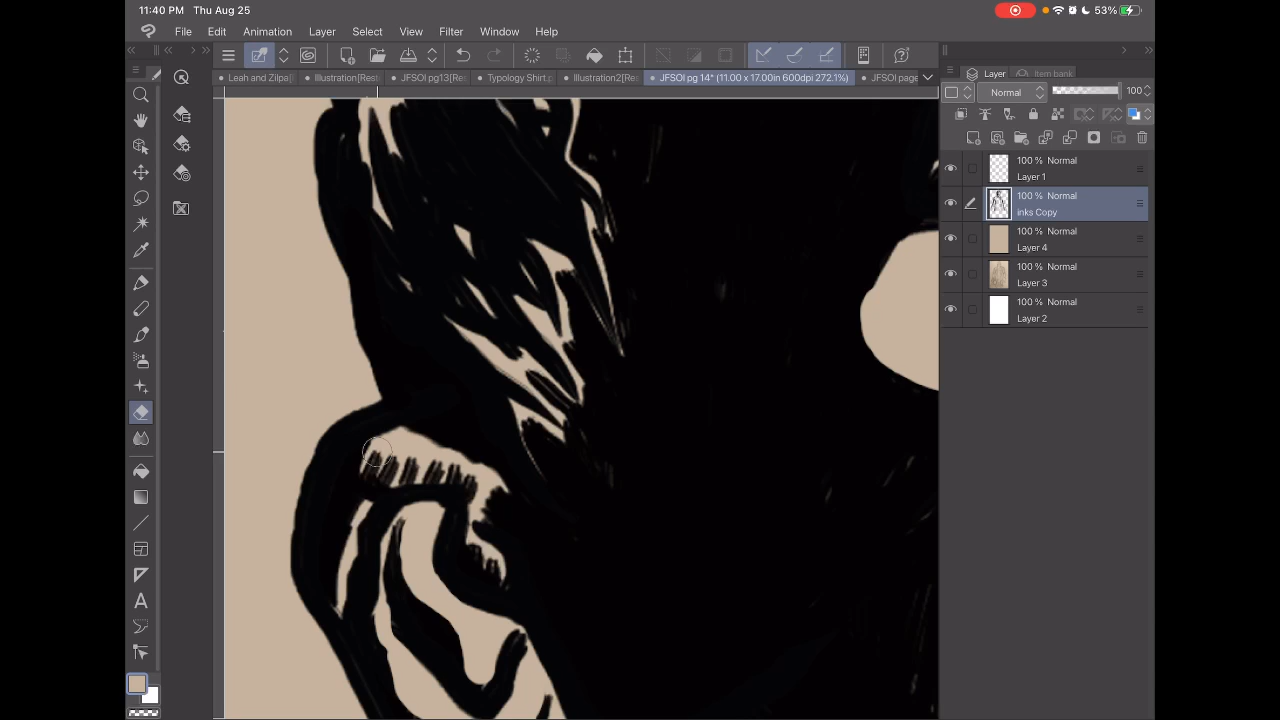 11:40 PM Thu Aug 25
53%
File Edit Animation Layer Select View Filter Window Help
Leah and Zilpa[ Illustration[Rest JFSOI pg13[Re Typology Shirt. Illustration2[Res JFSOI pg 14* (11.00 x 17.00in 600dpi 272.1%) JFSOI page
Layer Item bank
Normal 100
100 % Normal
Layer 1
100 % Normal
inks Copy
100 % Normal
Layer 4
100 % Normal
Layer 3
100 % Normal
Layer 2